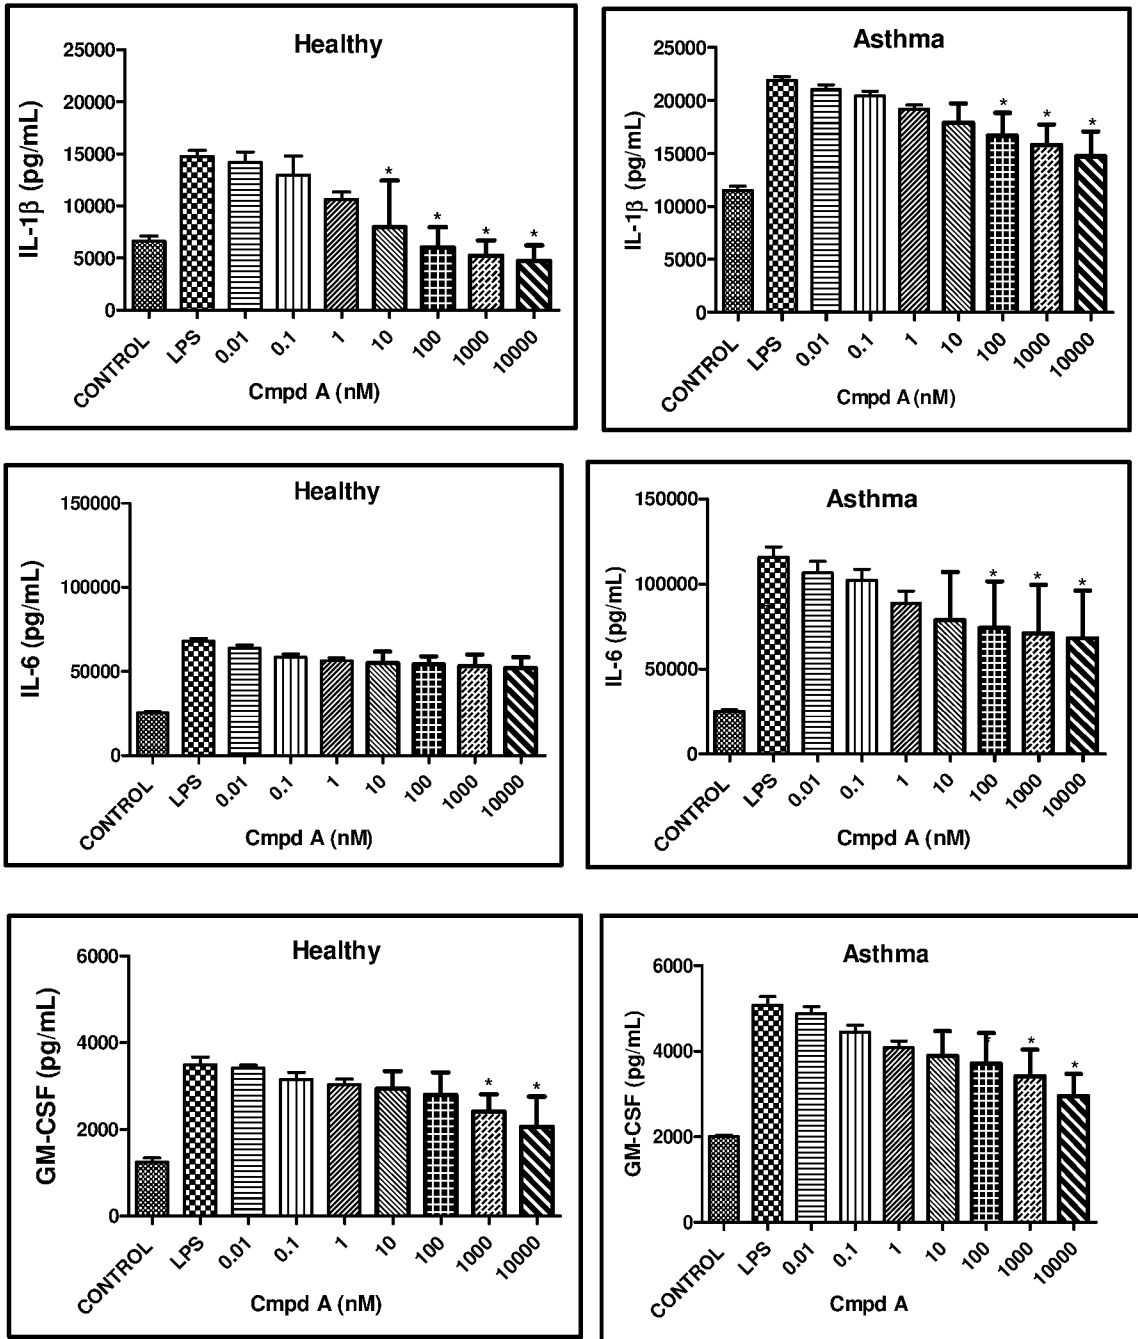 Healthy
IL-1β (pg/mL)
25000
20000
15000
10000
5000
0
* * * *
CONTROL LPS 0.01 0.1 1 10 100 1000 10000
Cmpd A (nM)
Asthma
IL-1β (pg/mL)
25000
20000
15000
10000
5000
0
* * *
CONTROL LPS 0.01 0.1 1 10 100 1000 10000
Cmpd A (nM)
Healthy
IL-6 (pg/mL)
150000
100000
50000
0
CONTROL LPS 0.01 0.1 1 10 100 1000 10000
Cmpd A (nM)
Asthma
IL-6 (pg/mL)
150000
100000
50000
0
* * *
CONTROL LPS 0.01 0.1 1 10 100 1000 10000
Cmpd A (nM)
Healthy
GM-CSF (pg/mL)
6000
4000
2000
0
* *
CONTROL LPS 0.01 0.1 1 10 100 1000 10000
Cmpd A (nM)
Asthma
GM-CSF (pg/mL)
6000
4000
2000
0
* * *
CONTROL LPS 0.01 0.1 1 10 100 1000 10000
Cmpd A